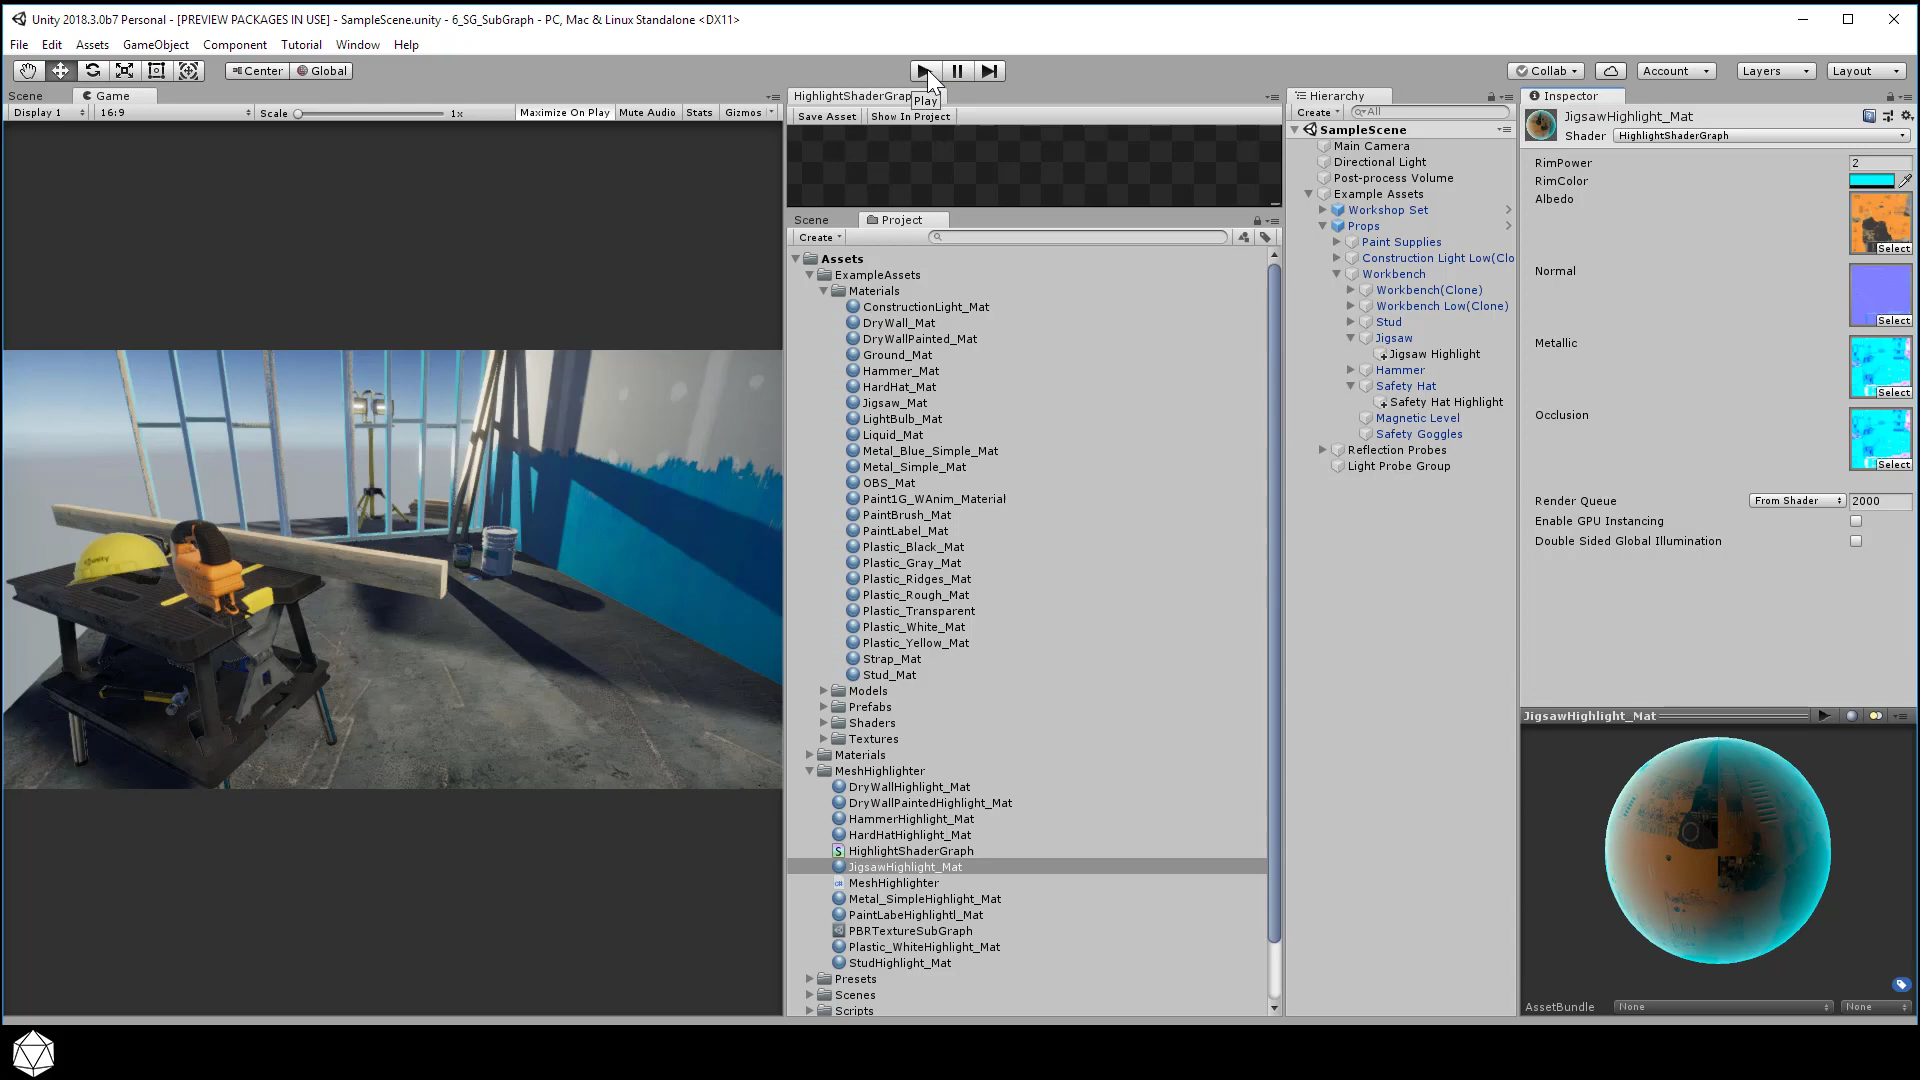 Unity 2018.3.0b7 Personal - [PREVIEW PACKAGES IN USE] - SampleScene.unity - 6_SG_SubGraph - PC, Mac & Linux Standalone <DX11>
File Edit Assets GameObject Component Tutorial Window Help
Center Global
Collab Account Layers Layout
Play
Scene Game
Display 1 16:9 Scale 1x Maximize On Play Mute Audio Stats Gizmos
unity
HighlightShaderGrap
Save Asset Show In Project
Scene Project
Create
Assets
ExampleAssets
Materials
ConstructionLight_Mat
DryWall_Mat
DryWallPainted_Mat
Ground_Mat
Hammer_Mat
HardHat_Mat
Jigsaw_Mat
LightBulb_Mat
Liquid_Mat
Metal_Blue_Simple_Mat
Metal_Simple_Mat
OBS_Mat
Paint1G_WAnim_Material
PaintBrush_Mat
PaintLabel_Mat
Plastic_Black_Mat
Plastic_Gray_Mat
Plastic_Ridges_Mat
Plastic_Rough_Mat
Plastic_Transparent
Plastic_White_Mat
Plastic_Yellow_Mat
Strap_Mat
Stud_Mat
Models
Prefabs
Shaders
Textures
Materials
MeshHighlighter
DryWallHighlight_Mat
DryWallPaintedHighlight_Mat
HammerHighlight_Mat
HardHatHighlight_Mat
HighlightShaderGraph
JigsawHighlight_Mat
MeshHighlighter
Metal_SimpleHighlight_Mat
PaintLabeHighlightl_Mat
PBRTextureSubGraph
Plastic_WhiteHighlight_Mat
StudHighlight_Mat
Presets
Scenes
Scripts
Hierarchy
Create All
SampleScene
Main Camera
Directional Light
Post-process Volume
Example Assets
Workshop Set
Props
Paint Supplies
Construction Light Low(Clo
Workbench
Workbench(Clone)
Workbench Low(Clone)
Stud
Jigsaw
Jigsaw Highlight
Hammer
Safety Hat
Safety Hat Highlight
Magnetic Level
Safety Goggles
Reflection Probes
Light Probe Group
Inspector
JigsawHighlight_Mat
Shader HighlightShaderGraph
RimPower 2
RimColor
Albedo
Select
Normal
Select
Metallic
Select
Occlusion
Select
Render Queue From Shader 2000
Enable GPU Instancing
Double Sided Global Illumination
JigsawHighlight_Mat
AssetBundle None None